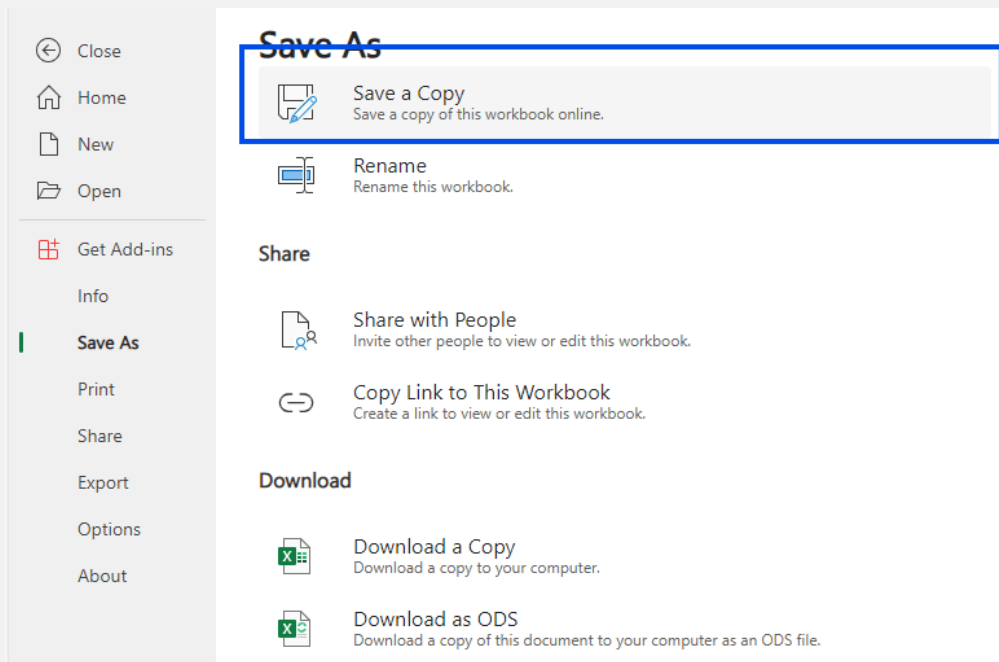 Close
Home
New
Open
Get Add-ins
Info
Save As
Print
Share
Export
Options
About
Save As
Save a Copy
Save a copy of this workbook online.
Rename
Rename this workbook.
Share
Share with People
Invite other people to view or edit this workbook.
Copy Link to This Workbook
Create a link to view or edit this workbook.
Download
Download a Copy
Download a copy to your computer.
Download as ODS
Download a copy of this document to your computer as an ODS file.